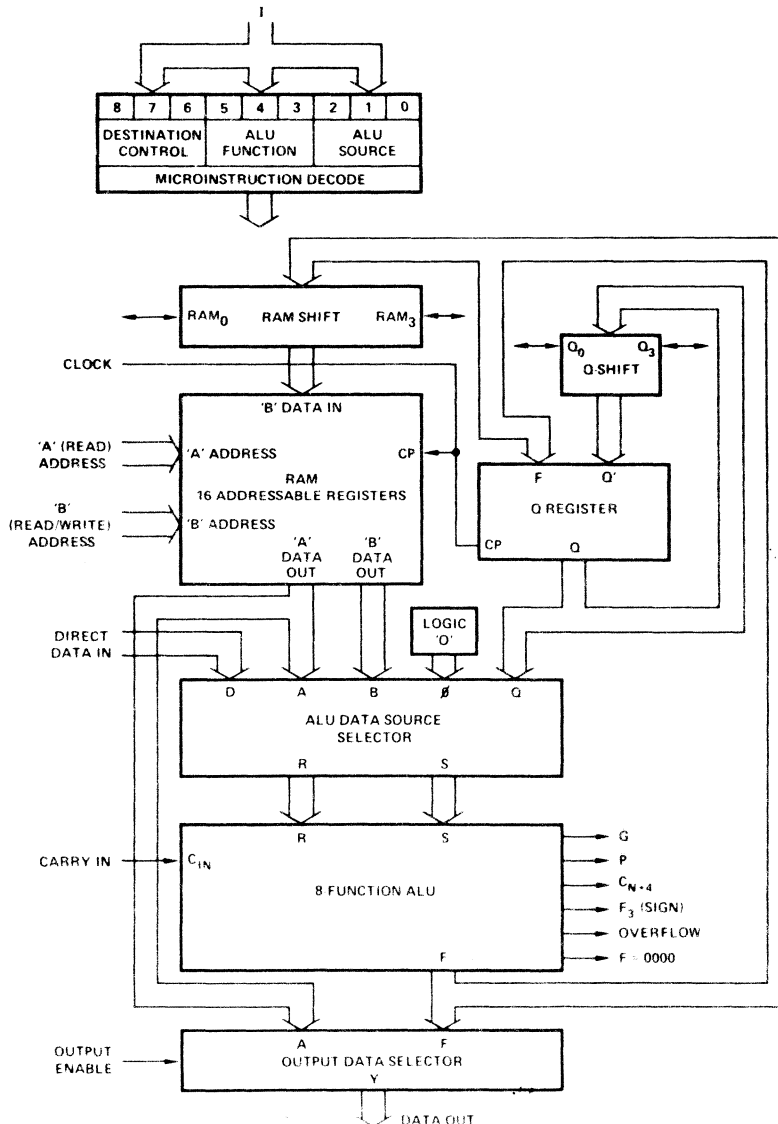 I
8 7 6 5 4 3 2 1 0
DESTINATION CONTROL
ALU FUNCTION
ALU SOURCE
MICROINSTRUCTION DECODE
RAM0 RAM SHIFT RAM3
Q0 Q3
Q-SHIFT
CLOCK
'B' DATA IN
'A' (READ) ADDRESS
'A' ADDRESS
CP
RAM
16 ADDRESSABLE REGISTERS
'B' (READ/WRITE) ADDRESS
'B' ADDRESS
'A' DATA OUT
'B' DATA OUT
F Q'
Q REGISTER
CP Q
LOGIC '0'
DIRECT DATA IN
D A B Ø Q
ALU DATA SOURCE SELECTOR
R S
R S
CARRY IN
CIN
8 FUNCTION ALU
G
P
CN+4
F3 (SIGN)
OVERFLOW
F = 0000
F
A F
OUTPUT ENABLE
OUTPUT DATA SELECTOR
Y
DATA OUT